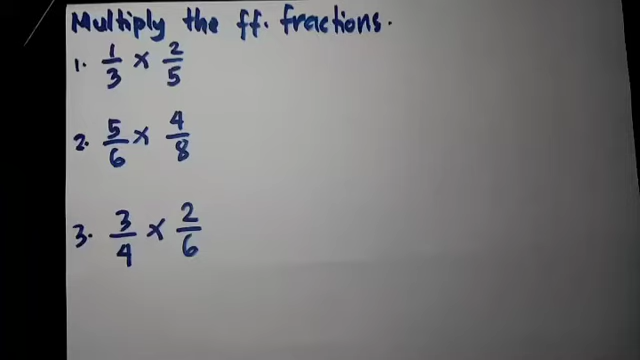 Multiply the ff. fractions.
1. 1/3 x 2/5
2. 5/6 x 4/8
3. 3/4 x 2/6